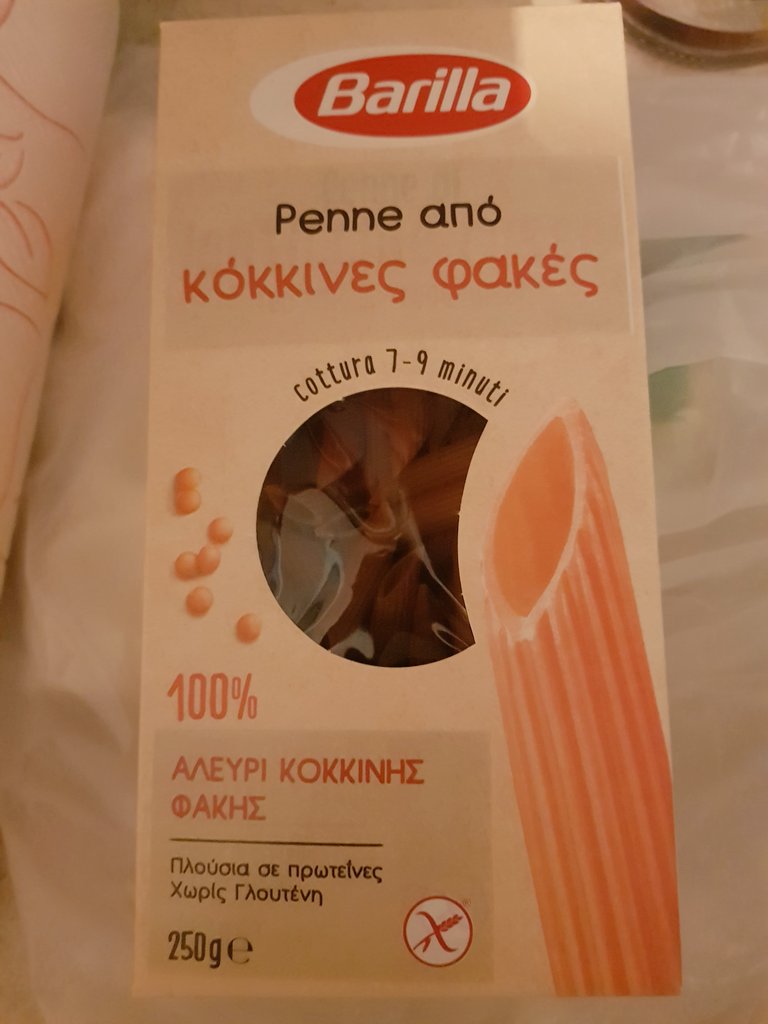 Barilla
Penne από
κόκκινες φακές
cottura 7-9 minuti
100%
ΑΛΕΥΡΙ ΚΟΚΚΙΝΗΣ
ΦΑΚΗΣ
Πλούσια σε πρωτεΐνες
Χωρίς Γλουτένη
250g ℮